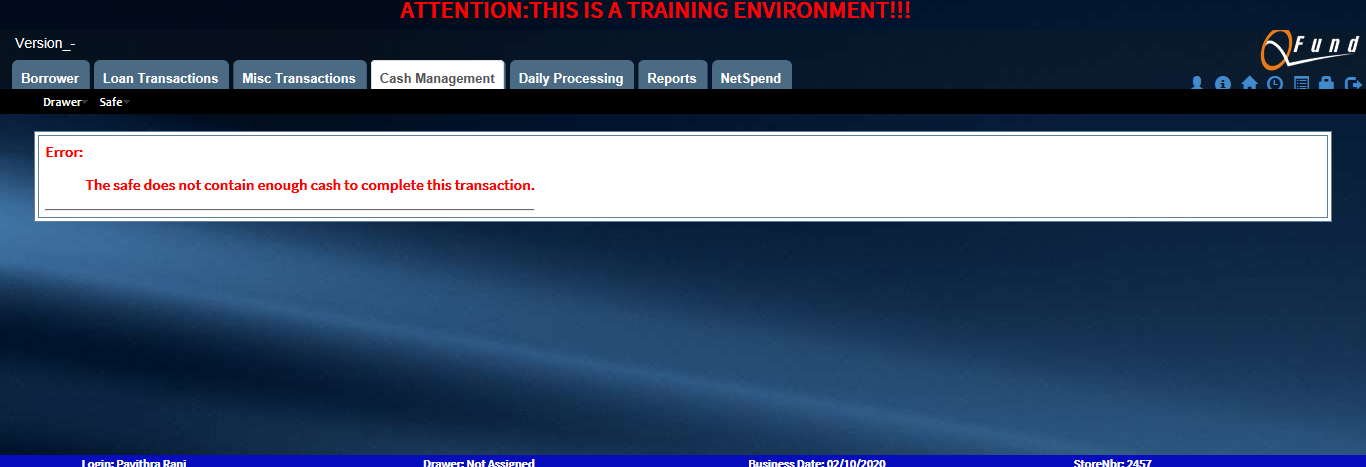 ATTENTION:THIS IS A TRAINING ENVIRONMENT!!!
Version_-
QFund
Borrower Loan Transactions Misc Transactions Cash Management Daily Processing Reports NetSpend
Drawer Safe
Error:
The safe does not contain enough cash to complete this transaction.
Login: Pavithra Rani Drawer: Not Assigned Business Date: 02/10/2020 StoreNbr: 2457